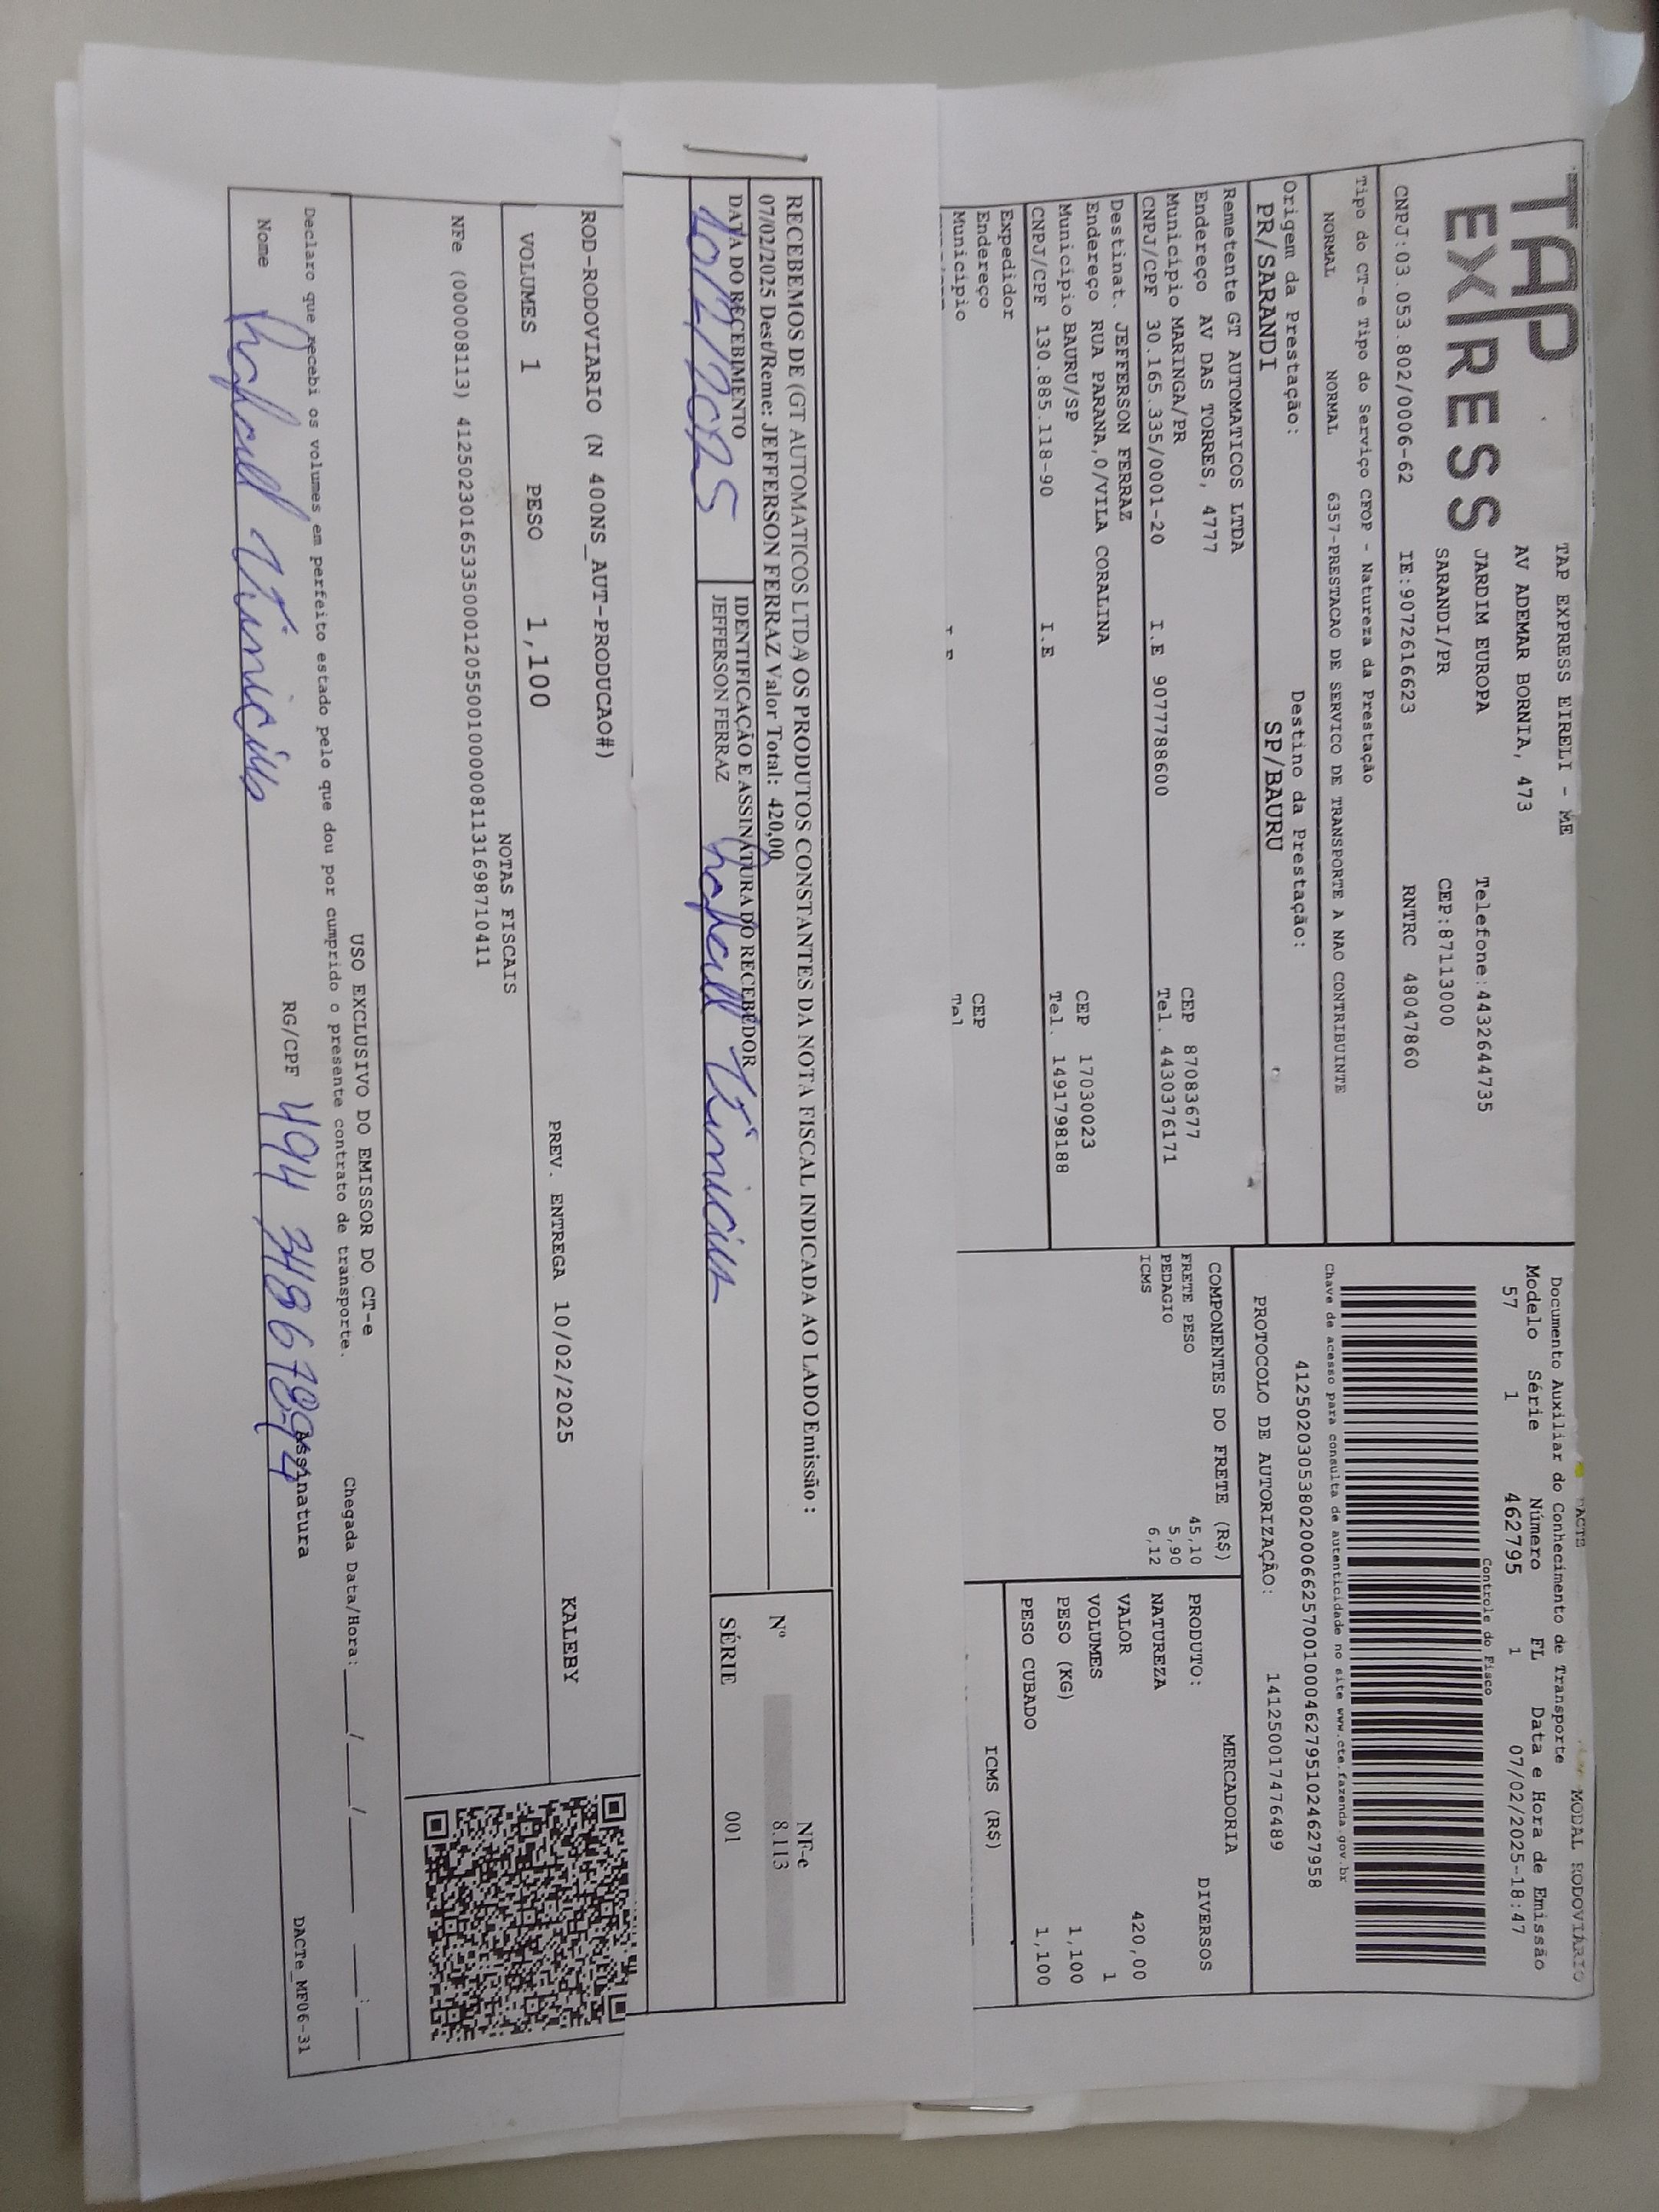 TAP
EXPRESS
TAP EXPRESS EIRELI - ME
AV ADEMAR BORNIA, 473
JARDIM EUROPA Telefone:4432644735
SARANDI/PR CEP:87113000
CNPJ:03.053.802/0006-62 IE:9072616623 RNTRC 48047860
Tipo do CT-e Tipo do Serviço CFOP - Natureza da Prestação
NORMAL NORMAL 6357-PRESTACAO DE SERVICO DE TRANSPORTE A NAO CONTRIBUINTE
Origem da Prestação: Destino da Prestação:
PR/SARANDI SP/BAURU
Remetente GT AUTOMATICOS LTDA
Endereço AV DAS TORRES, 4777 CEP 87083677
Município MARINGA/PR Tel. 4430376171
CNPJ/CPF 30.165.335/0001-20 I.E 9077788600
Destinat. JEFFERSON FERRAZ
Endereço RUA PARANA,0/VILA CORALINA CEP 17030023
Município BAURU/SP Tel. 1491798188
CNPJ/CPF 130.885.118-90 I.E
Expedidor
Endereço CEP
Município Tel
DACTE MODAL RODOVIÁRIO
Documento Auxiliar do Conhecimento de Transporte
Modelo Série Número FL Data e Hora de Emissão
57 1 462795 1 07/02/2025-18:47
Controle do Fisco
Chave de acesso para consulta de autenticidade no site www.cte.fazenda.gov.br
41250203053802000662570010004627951024627958
PROTOCOLO DE AUTORIZAÇÃO: 141250017476489
COMPONENTES DO FRETE (R$)
FRETE PESO 45,10
PEDAGIO 5,90
ICMS 6,12
MERCADORIA
PRODUTO: DIVERSOS
NATUREZA
VALOR 420,00
VOLUMES 1
PESO (KG) 1,100
PESO CUBADO 1,100
ICMS (R$)
RECEBEMOS DE (GT AUTOMATICOS LTDA) OS PRODUTOS CONSTANTES DA NOTA FISCAL INDICADA AO LADO Emissão :
07/02/2025 Dest/Reme: JEFFERSON FERRAZ Valor Total: 420,00
DATA DO RECEBIMENTO IDENTIFICAÇÃO E ASSINATURA DO RECEBEDOR
10/2/2025 JEFFERSON FERRAZ Vinicius
NF-e
Nº 8.113
SÉRIE 001
ROD-RODOVIARIO (N 400NS_AUT-PRODUCAO#)
VOLUMES 1 PESO 1,100 PREV. ENTREGA 10/02/2025 KALEBY
NOTAS FISCAIS
NFe (000008113) 41250230165335000120550010000081131698710411
USO EXCLUSIVO DO EMISSOR DO CT-e
Declaro que recebi os volumes em perfeito estado pelo que dou por cumprido o presente contrato de transporte. Chegada Data/Hora:____/____/____ ____:____
Nome Vinicius RG/CPF Assinatura
DACTe_MF06-31